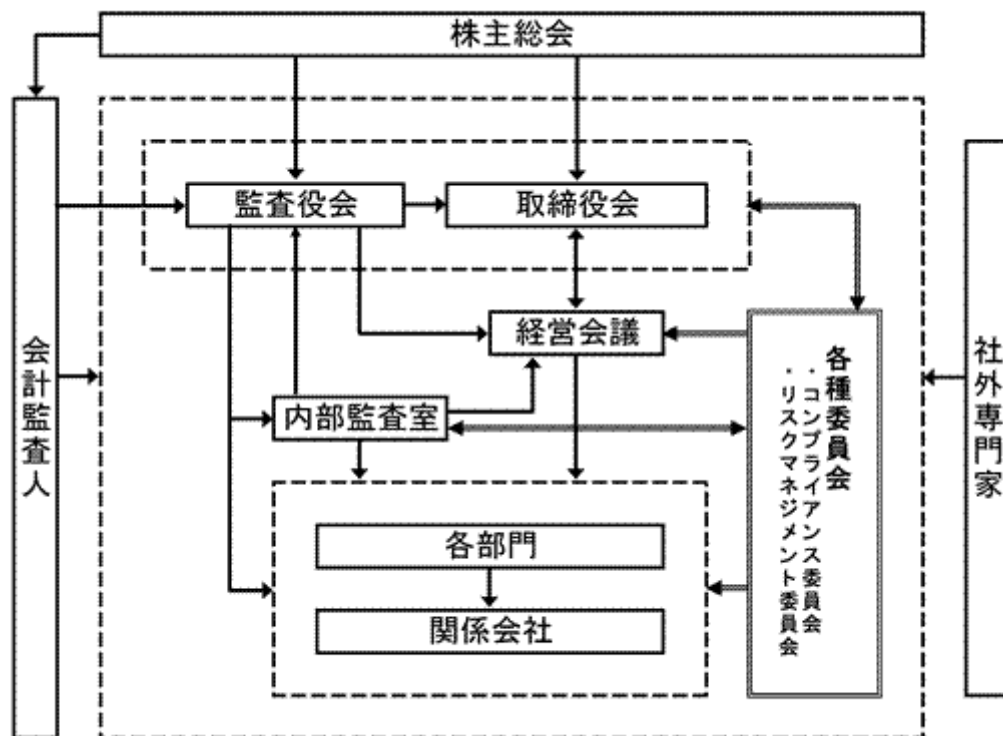 株主総会
監査役会
取締役会
経営会議
内部監査室
各部門
関係会社
会計監査人
各種委員会
・コンプライアンス委員会
・リスクマネジメント委員会
社外専門家